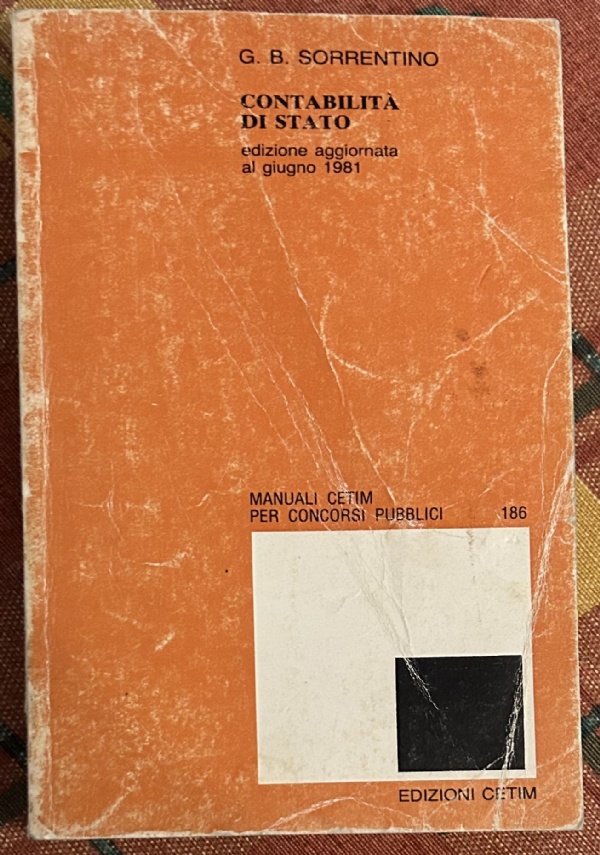 G. B. SORRENTINO
CONTABILITÀ
DI STATO
edizione aggiornata
al giugno 1981
MANUALI CETIM
PER CONCORSI PUBBLICI 186
EDIZIONI CETIM